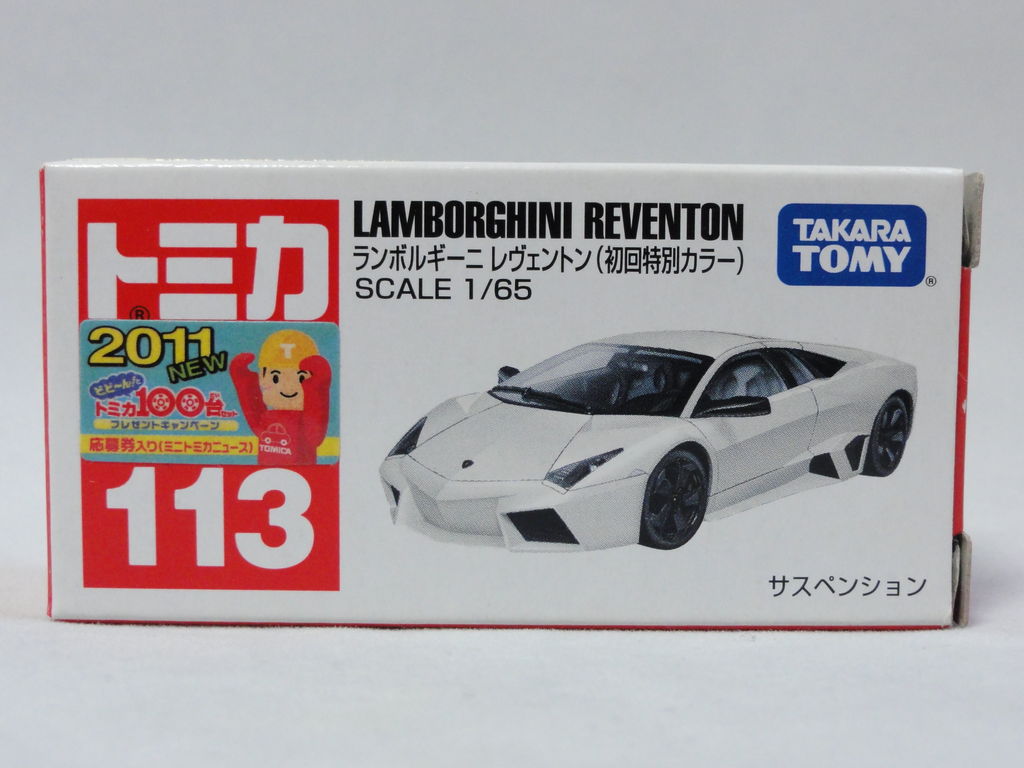 トミカ®
2011
NEW
どど〜んと
トミカ100台セット
プレゼントキャンペーン
応募券入り(ミニトミカニュース)
T
TOMICA
113
LAMBORGHINI REVENTON
ランボルギーニ レヴェントン(初回特別カラー)
SCALE 1/65
TAKARA
TOMY®
サスペンション